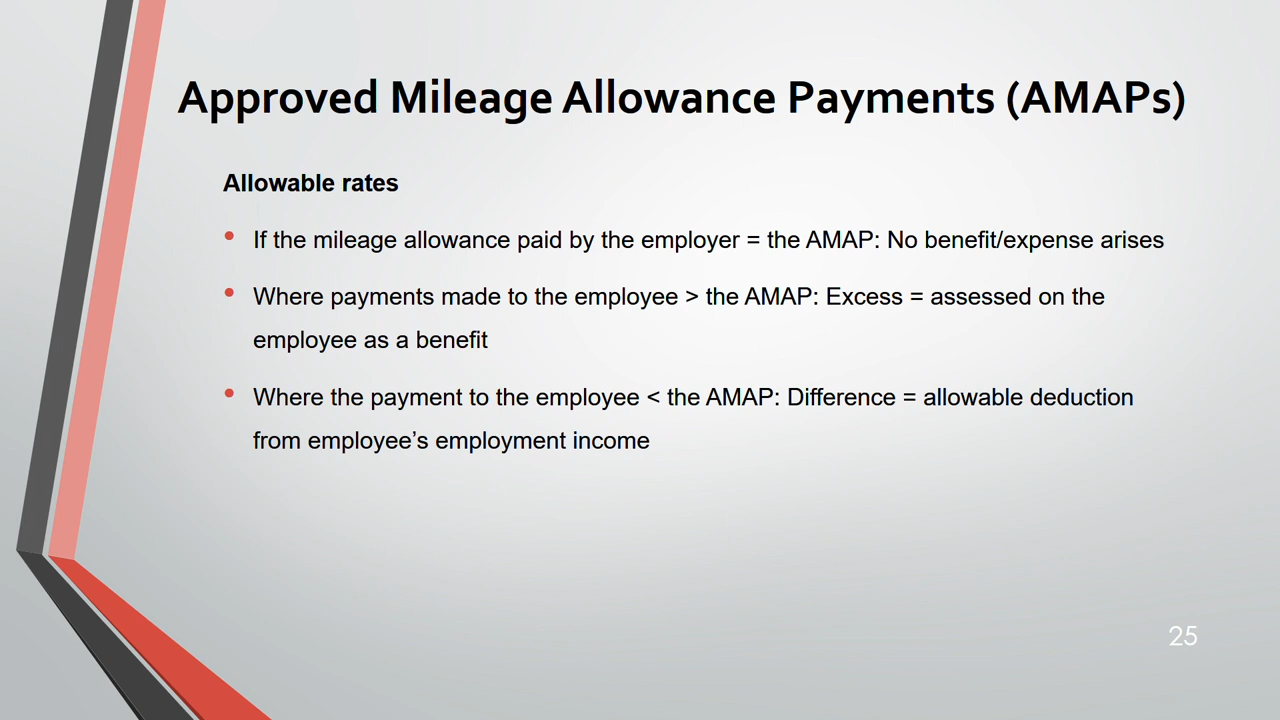 Approved Mileage Allowance Payments (AMAPs)
Allowable rates
• If the mileage allowance paid by the employer = the AMAP: No benefit/expense arises
• Where payments made to the employee > the AMAP: Excess = assessed on the
employee as a benefit
• Where the payment to the employee < the AMAP: Difference = allowable deduction
from employee’s employment income
25